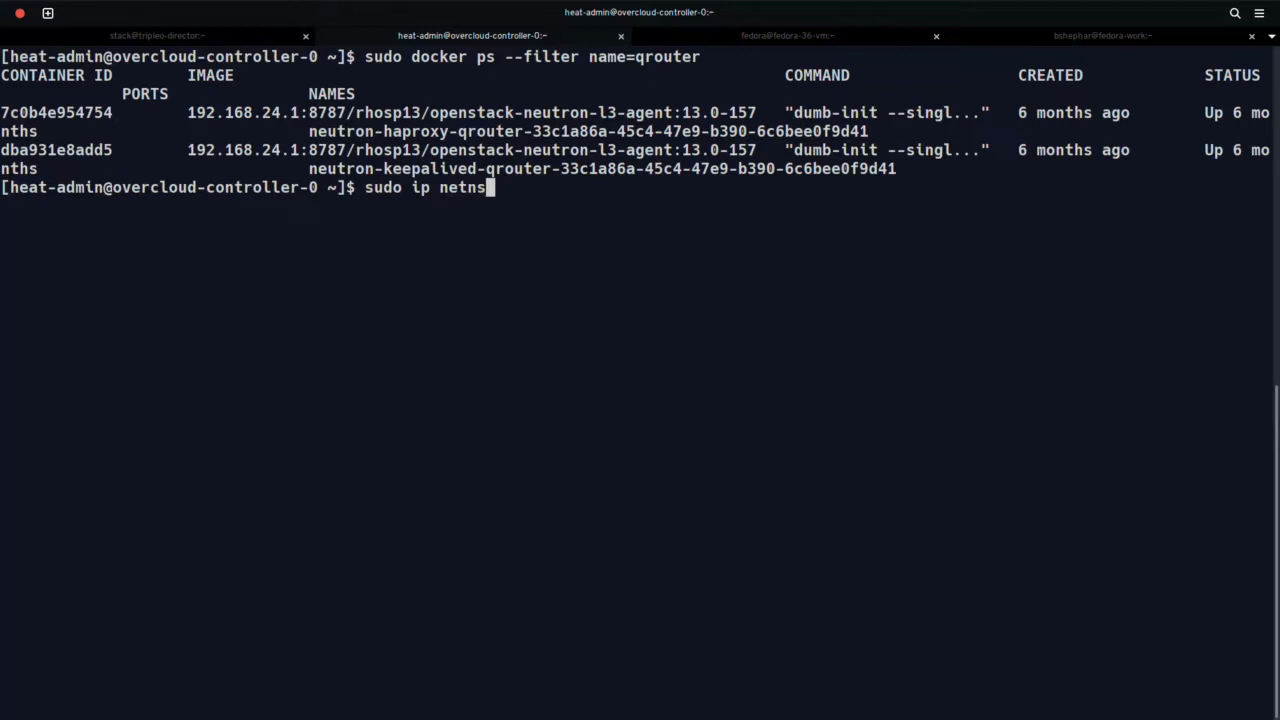 heat-admin@overcloud-controller-0:~
stack@tripleo-director:~
heat-admin@overcloud-controller-0:~
fedora@fedora-36-vm:~
bshephar@fedora-work:~
[heat-admin@overcloud-controller-0 ~]$ sudo docker ps --filter name=qrouter
CONTAINER ID        IMAGE                                                           COMMAND                  CREATED             STATUS
             PORTS               NAMES
7c0b4e954754        192.168.24.1:8787/rhosp13/openstack-neutron-l3-agent:13.0-157   "dumb-init --singl..."   6 months ago        Up 6 mo
nths                             neutron-haproxy-qrouter-33c1a86a-45c4-47e9-b390-6c6bee0f9d41
dba931e8add5        192.168.24.1:8787/rhosp13/openstack-neutron-l3-agent:13.0-157   "dumb-init --singl..."   6 months ago        Up 6 mo
nths                             neutron-keepalived-qrouter-33c1a86a-45c4-47e9-b390-6c6bee0f9d41
[heat-admin@overcloud-controller-0 ~]$ sudo ip netns